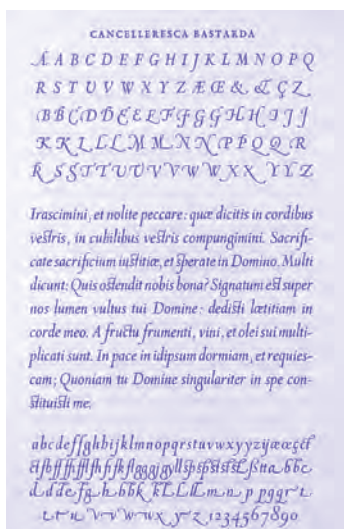 CANCELLERESCA BASTARDA
A A B C D E F G H I J K L M N O P Q
R S T U V W X Y Z Æ Œ & & Ç Z
B B C D D E E R F F G G H H I J J
K K L L L M M N N P P Q Q R
R S S T T U U V V W W X X Y Y Z
Irascimini, et nolite peccare: quæ dicitis in cordibus
vestris, in cubilibus vestris compungimini. Sacrifi-
cate sacrificium iustitiæ, et sperate in Domino. Multi
dicunt: Quis ostendit nobis bona? Signatum est super
nos lumen vultus tui Domine: dedisti lætitiam in
corde meo. A fructu frumenti, vini, et olei sui multi-
plicati sunt. In pace in idipsum dormiam, et requies-
cam; Quoniam tu Domine singulariter in spe con-
stituisti me.
abcdeffghbijklmnopqrstuvwxyyzijææçéf
1234567890